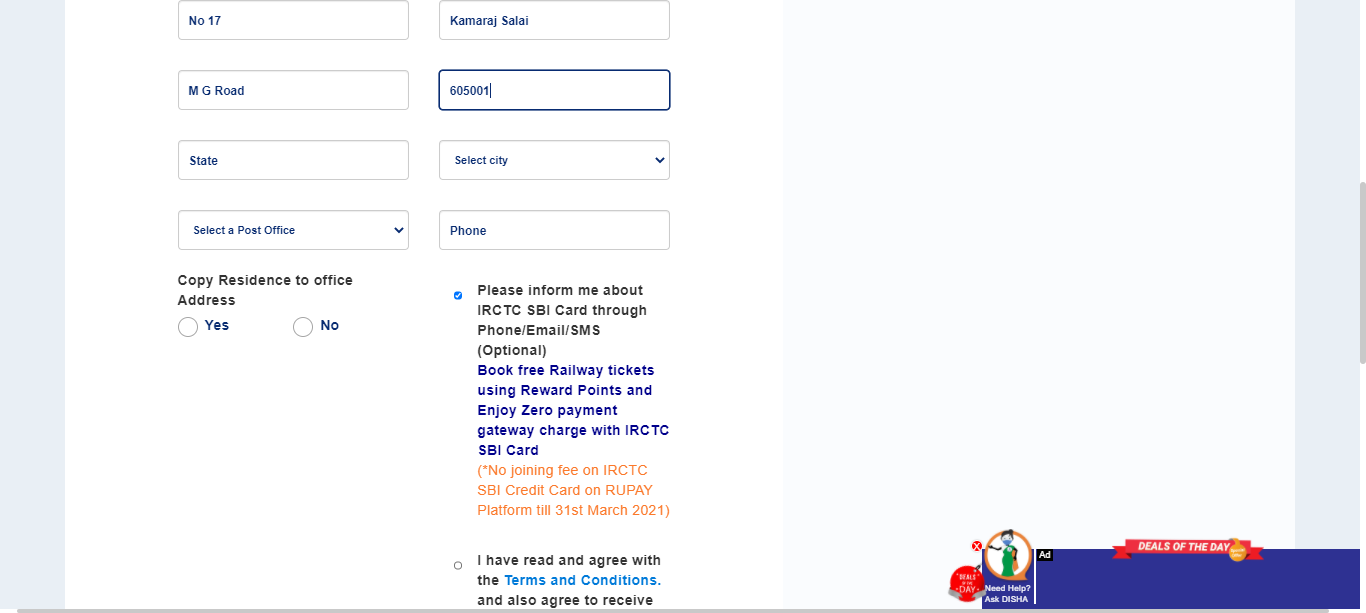 No 17
Kamaraj Salai
M G Road
605001
State
Select city
Select a Post Office
Phone
Copy Residence to office
Address
Yes
No
Please inform me about
IRCTC SBI Card through
Phone/Email/SMS
(Optional)
Book free Railway tickets
using Reward Points and
Enjoy Zero payment
gateway charge with IRCTC
SBI Card
(*No joining fee on IRCTC
SBI Credit Card on RUPAY
Platform till 31st March 2021)
I have read and agree with
the Terms and Conditions.
and also agree to receive
X
Need Help?
Ask DISHA
Ad
DEALS OF THE DAY
DEALS
OF THE
DAY